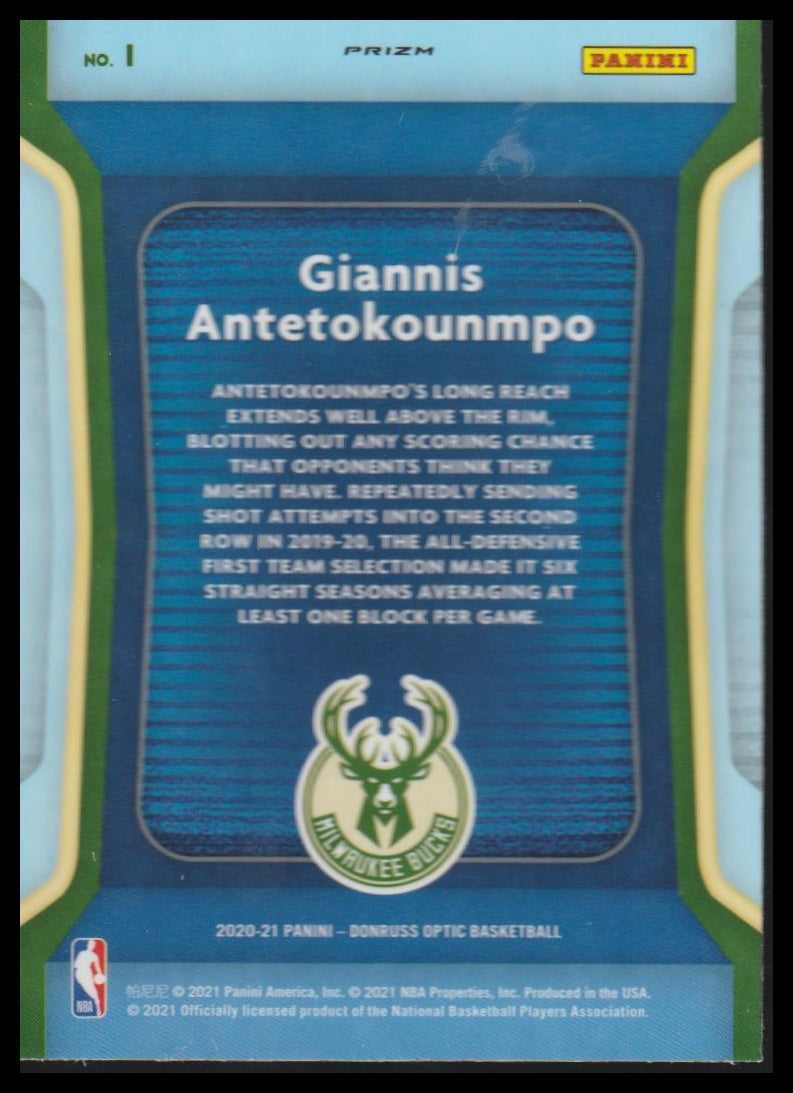 NO. 1
PRIZM
PANINI
Giannis
Antetokounmpo
ANTETOKOUNMPO'S LONG REACH
EXTENDS WELL ABOVE THE RIM,
BLOTTING OUT ANY SCORING CHANCE
THAT OPPONENTS THINK THEY
MIGHT HAVE. REPEATEDLY SENDING
SHOT ATTEMPTS INTO THE SECOND
ROW IN 2019-20, THE ALL-DEFENSIVE
FIRST TEAM SELECTION MADE IT SIX
STRAIGHT SEASONS AVERAGING AT
LEAST ONE BLOCK PER GAME.
MILWAUKEE BUCKS
2020-21 PANINI – DONRUSS OPTIC BASKETBALL
NBA
帕尼尼 © 2021 Panini America, Inc. © 2021 NBA Properties, Inc. Produced in the USA.
© 2021 Officially licensed product of the National Basketball Players Association.